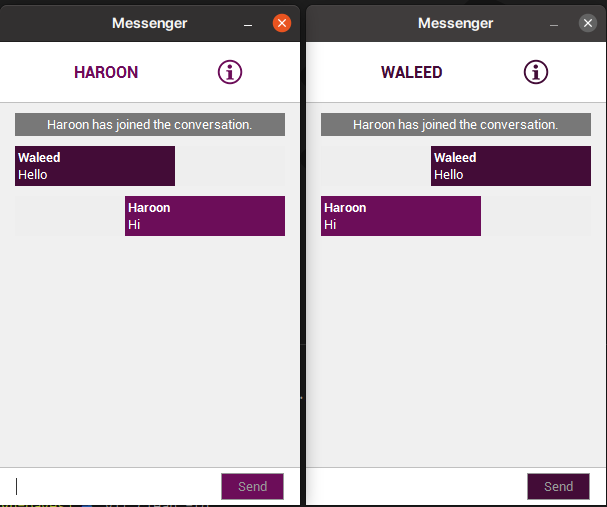 Messenger
HAROON
Haroon has joined the conversation.
Waleed
Hello
Haroon
Hi
Send
Messenger
WALEED
Haroon has joined the conversation.
Waleed
Hello
Haroon
Hi
Send